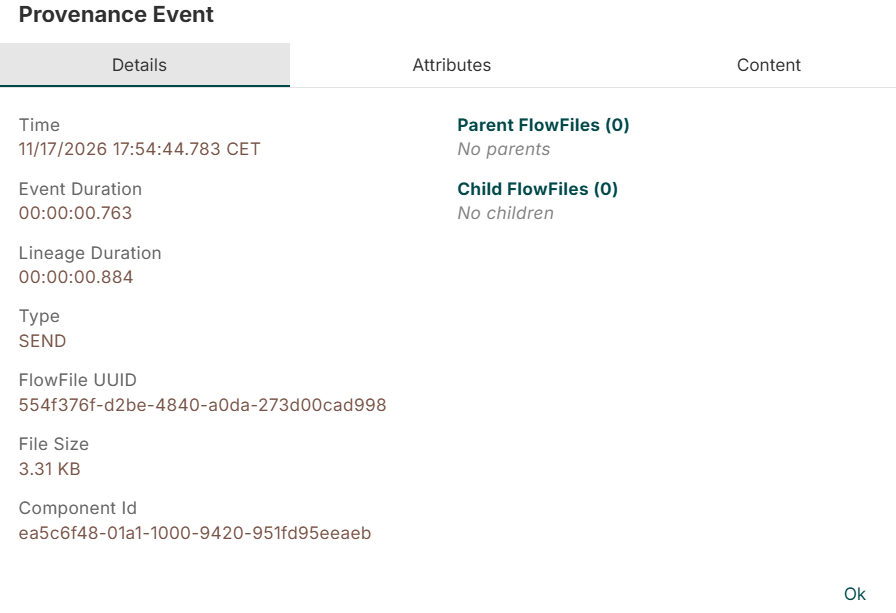 Provenance Event
Details
Attributes
Content
Time
11/17/2026 17:54:44.783 CET
Event Duration
00:00:00.763
Lineage Duration
00:00:00.884
Type
SEND
FlowFile UUID
554f376f-d2be-4840-a0da-273d00cad998
File Size
3.31 KB
Component Id
ea5c6f48-01a1-1000-9420-951fd95eeaeb
Parent FlowFiles (0)
No parents
Child FlowFiles (0)
No children
Ok